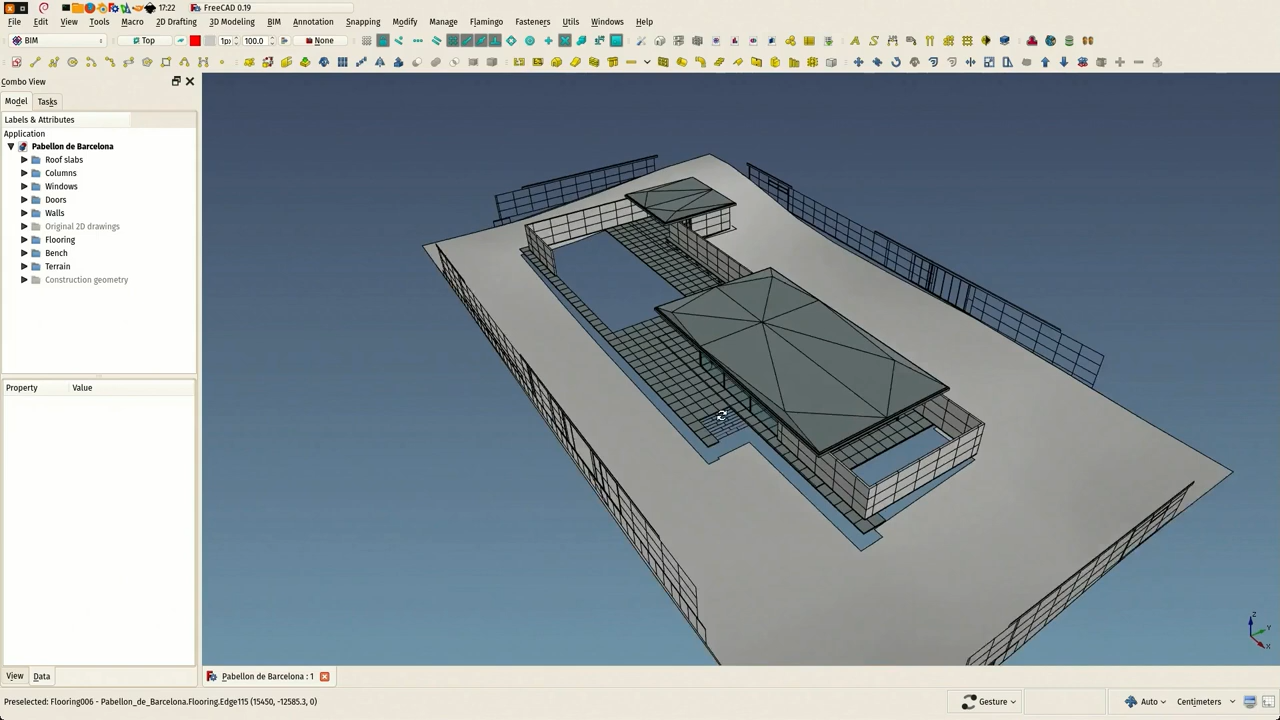 17:22 FreeCAD 0.19
File Edit View Tools Macro 2D Drafting 3D Modeling BIM Annotation Snapping Modify Manage Flamingo Fasteners Utils Windows Help
BIM Top 1p 100.0 None
Combo View
Model Tasks
Labels & Attributes
Application
Pabellon de Barcelona
Roof slabs
Columns
Windows
Doors
Walls
Original 2D drawings
Flooring
Bench
Terrain
Construction geometry
Property Value
Z
Y
X
View Data
Pabellon de Barcelona : 1
Preselected: Flooring006 - Pabellon_de_Barcelona.Flooring.Edge115 (15450, -12585.3, 0) Gesture Auto Centimeters